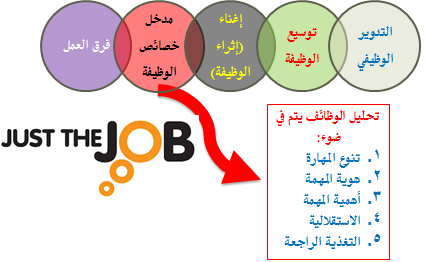 التدوير
الوظيفي
توسيع
الوظيفة
إغناء
(إثراء
الوظيفة)
مدخل
خصائص
الوظيفة
فرق العمل
JUST THE JOB
تحليل الوظائف يتم في
ضوء:
١. تنوع المهارة
٢. هوية المهمة
٣. أهمية المهمة
٤. الاستقلالية
٥. التغذية الراجعة